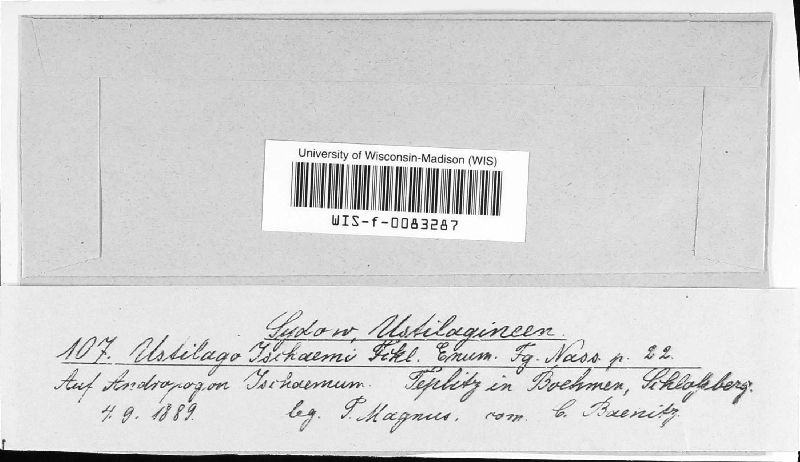 University of Wisconsin-Madison (WIS)
WIS-f-0083287
Sydow, Ustilagineen.
107. Ustilago Ischaemi Fckl. Enum. Fg. Nass. p. 22.
Auf Andropogon Ischaemum. Teplitz in Boehmen, Schloßberg.
4. 9. 1889. leg. P. Magnus. com. C. Baenitz.